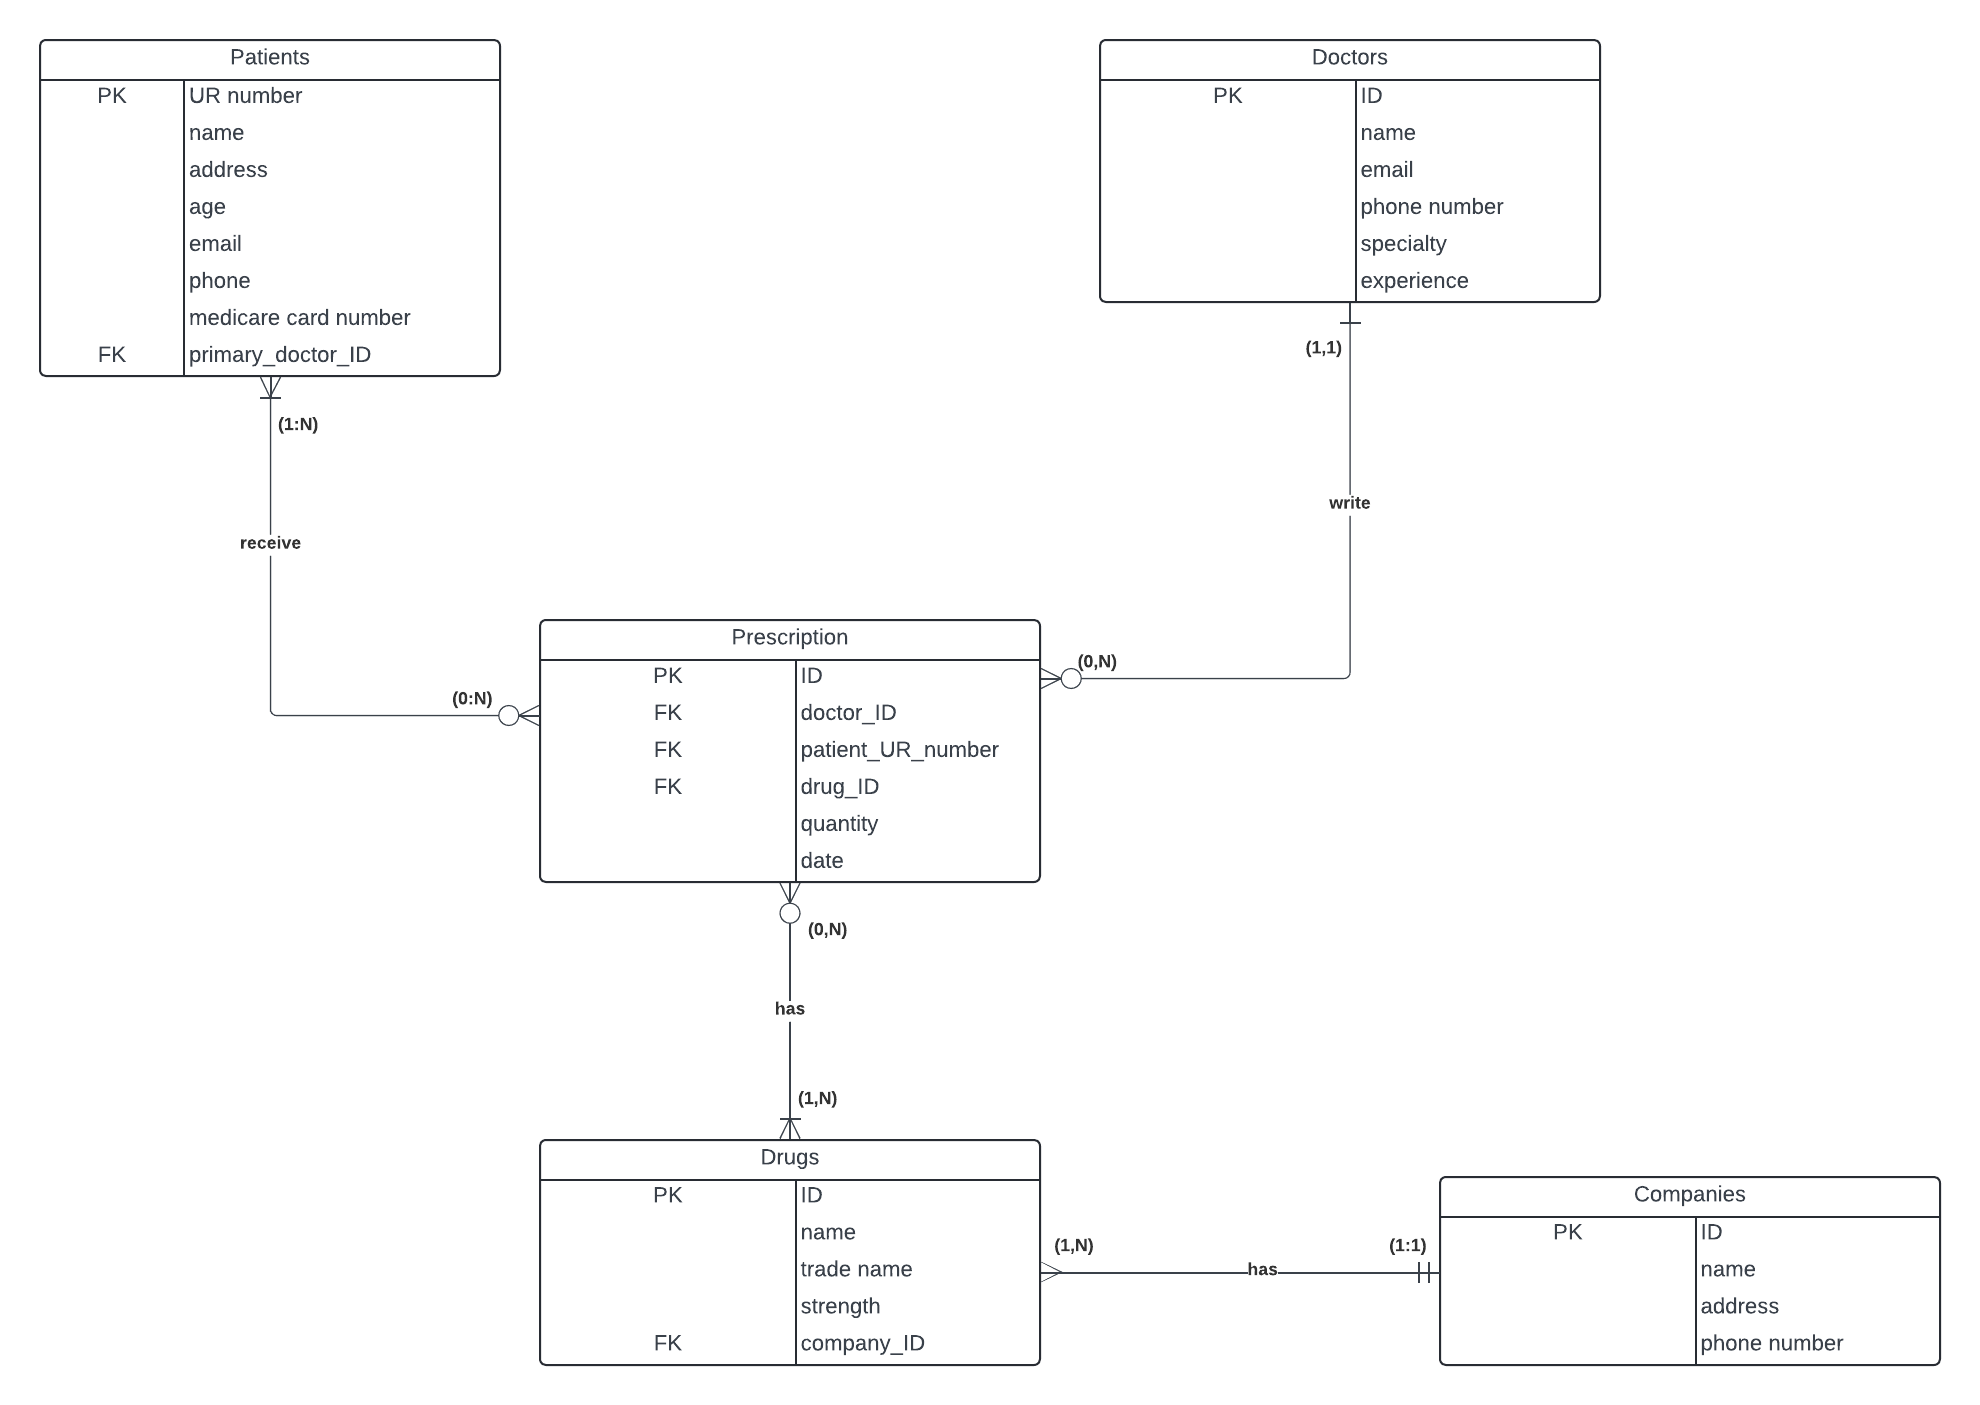 Patients
PK UR number
name
address
age
email
phone
medicare card number
FK primary_doctor_ID
(1:N)
receive
(0:N)
Doctors
PK ID
name
email
phone number
specialty
experience
(1,1)
write
(0,N)
Prescription
PK ID
FK doctor_ID
FK patient_UR_number
FK drug_ID
quantity
date
(0,N)
has
(1,N)
Drugs
PK ID
name
trade name
strength
FK company_ID
(1,N)
has
(1:1)
Companies
PK ID
name
address
phone number